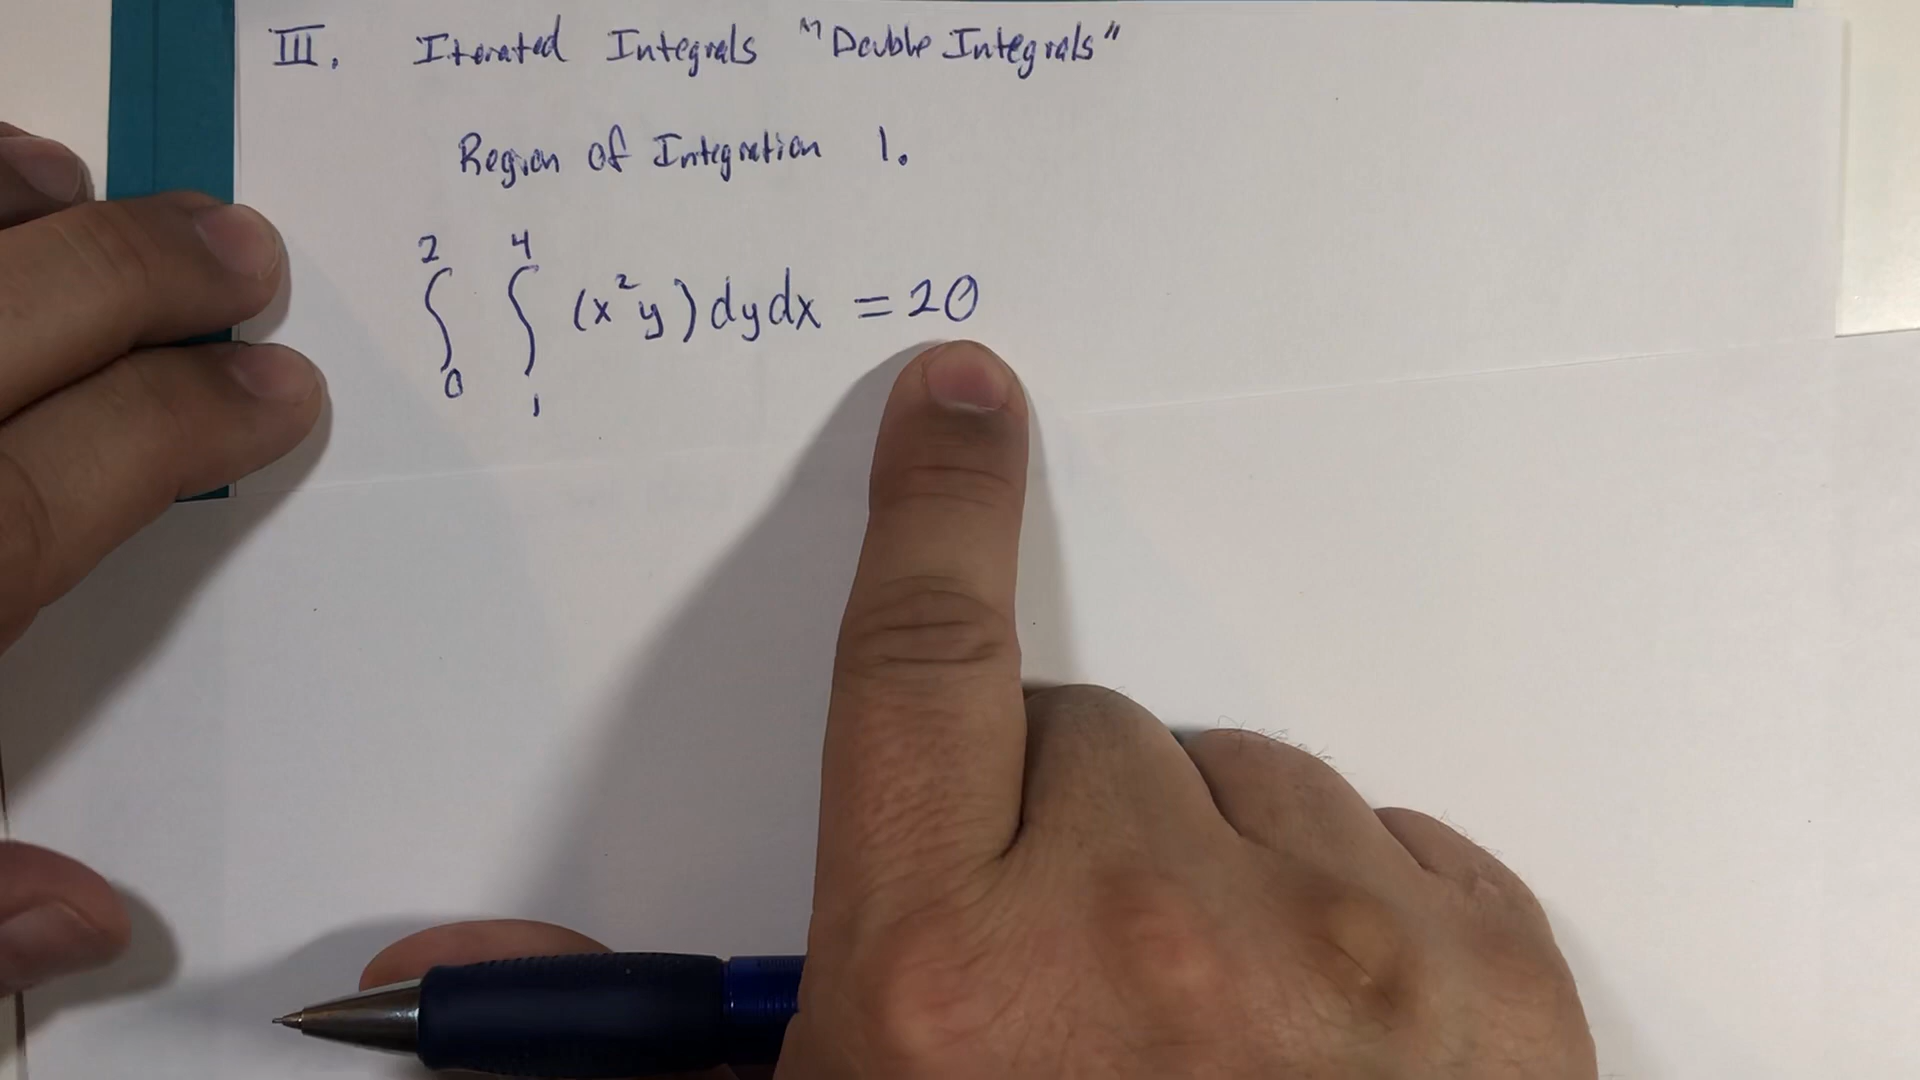 III. Iterated Integrals "Double Integrals"
Region of Integration 1.
∫₀² ∫₁⁴ (x²y) dy dx = 20